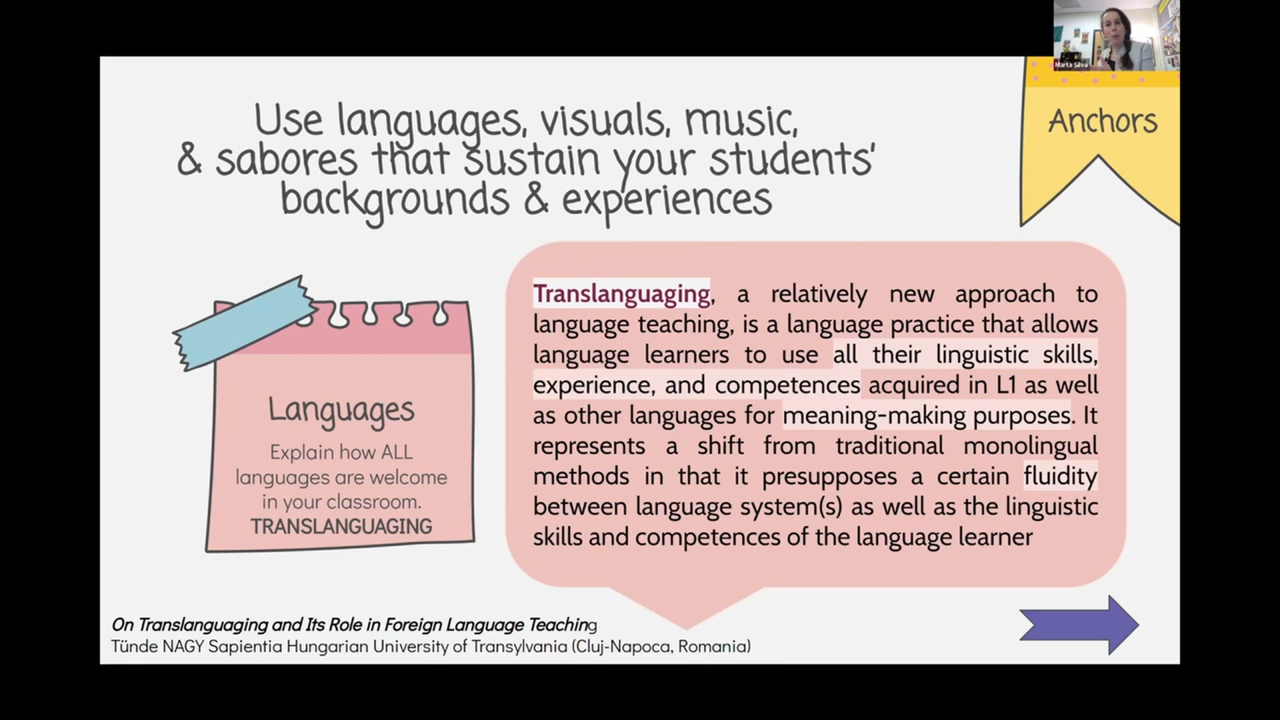 Marta Silva
Anchors
Use languages, visuals, music,
& sabores that sustain your students'
backgrounds & experiences
Languages
Explain how ALL
languages are welcome
in your classroom.
TRANSLANGUAGING
Translanguaging, a relatively new approach to
language teaching, is a language practice that allows
language learners to use all their linguistic skills,
experience, and competences acquired in L1 as well
as other languages for meaning-making purposes. It
represents a shift from traditional monolingual
methods in that it presupposes a certain fluidity
between language system(s) as well as the linguistic
skills and competences of the language learner
On Translanguaging and Its Role in Foreign Language Teaching
Tünde NAGY Sapientia Hungarian University of Transylvania (Cluj-Napoca, Romania)